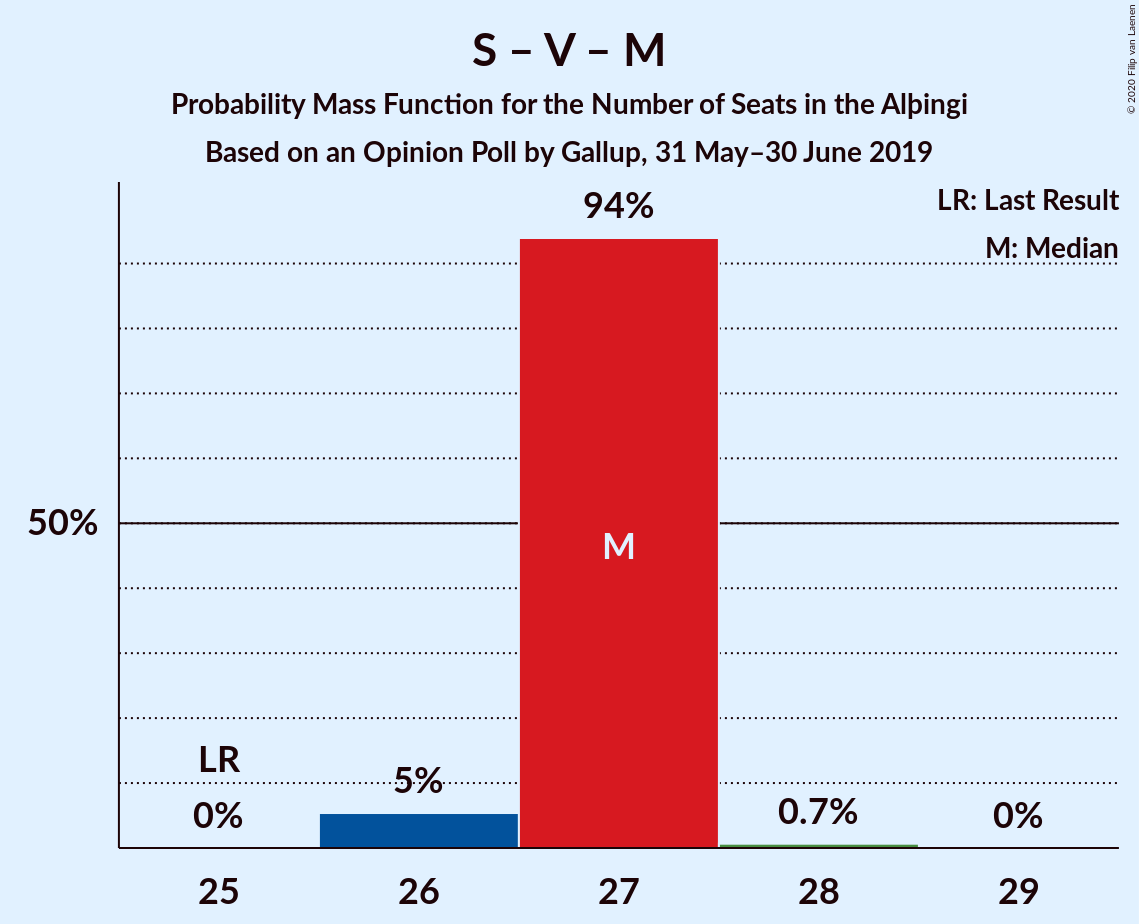 S – V – M
Probability Mass Function for the Number of Seats in the Alþingi
Based on an Opinion Poll by Gallup, 31 May–30 June 2019
© 2020 Filip van Laenen
LR: Last Result
M: Median
94%
50%
M
LR
0%
5%
0.7%
0%
25
26
27
28
29